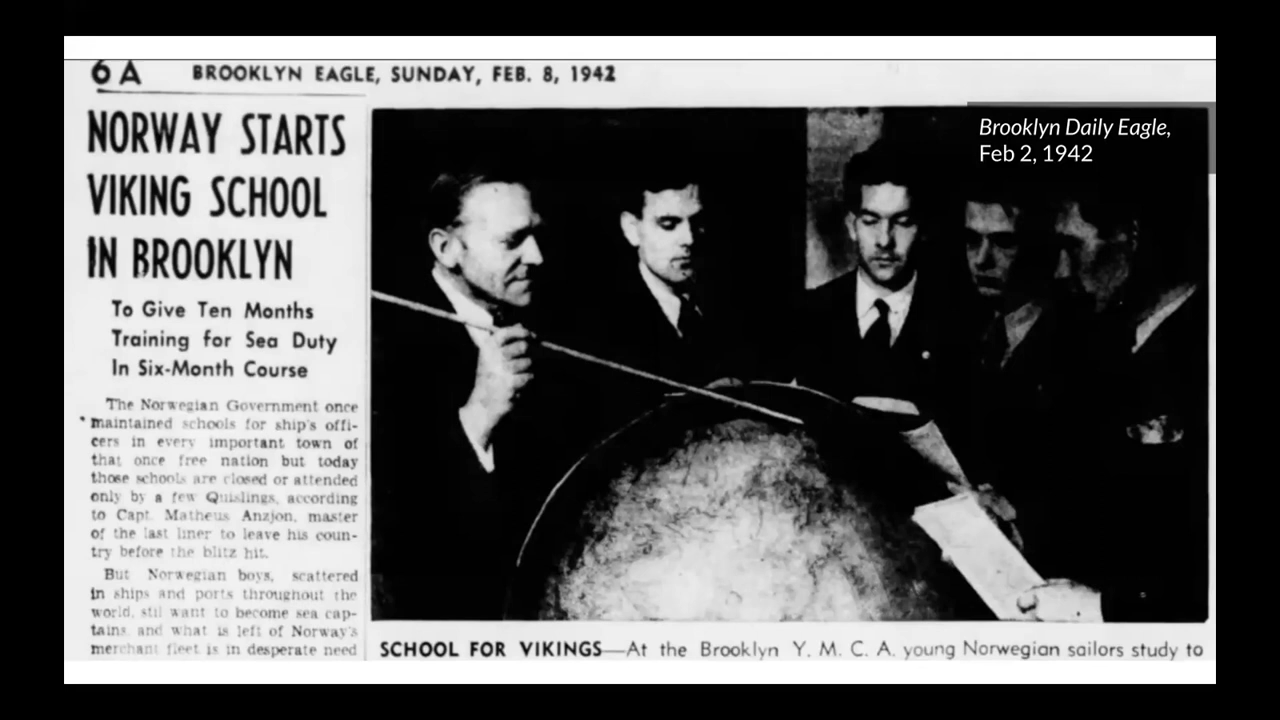 6 A BROOKLYN EAGLE, SUNDAY, FEB. 8, 1942
NORWAY STARTS
VIKING SCHOOL
IN BROOKLYN
To Give Ten Months
Training for Sea Duty
In Six-Month Course
The Norwegian Government once
maintained schools for ship's offi-
cers in every important town of
that once free nation but today
those schools are closed or attended
only by a few Quislings, according
to Capt. Matheus Anzjon, master
of the last liner to leave his coun-
try before the blitz hit.
But Norwegian boys, scattered
in ships and ports throughout the
world, stil want to become sea cap-
tains, and what is left of Norway's
merchant fleet is in desperate need
Brooklyn Daily Eagle,
Feb 2, 1942
SCHOOL FOR VIKINGS—At the Brooklyn Y. M. C. A. young Norwegian sailors study to